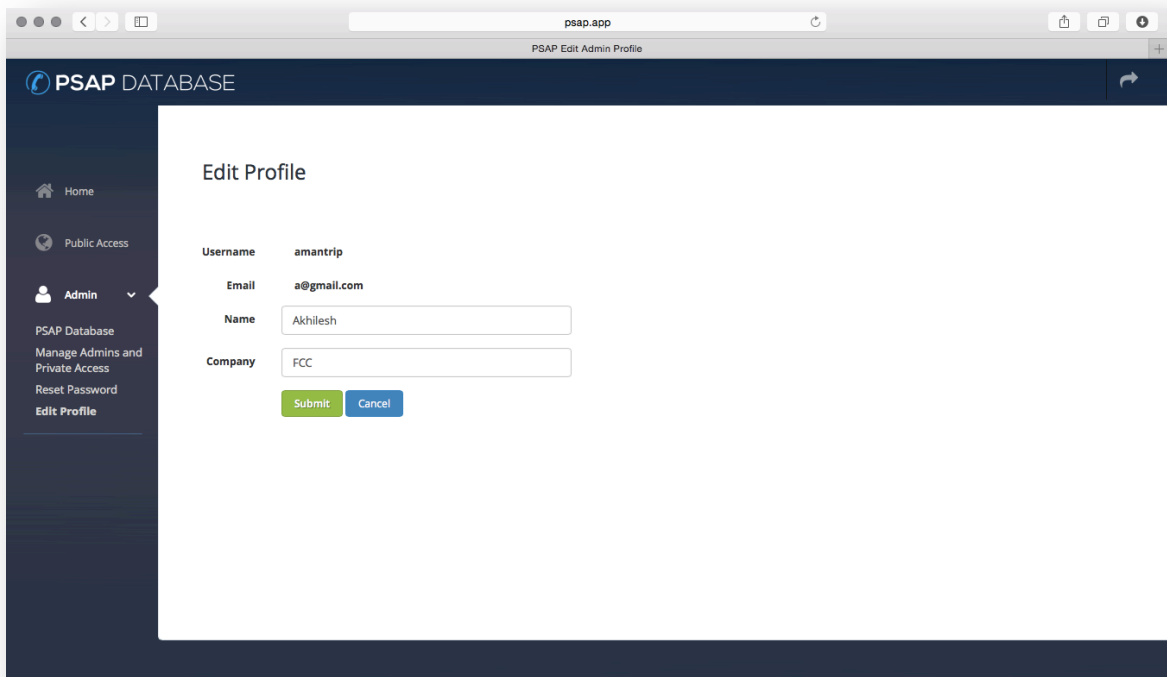 psap.app
PSAP Edit Admin Profile
PSAP DATABASE
Home
Public Access
Admin
PSAP Database
Manage Admins and
Private Access
Reset Password
Edit Profile
Edit Profile
Username amantrip
Email a@gmail.com
Name Akhilesh
Company FCC
Submit Cancel